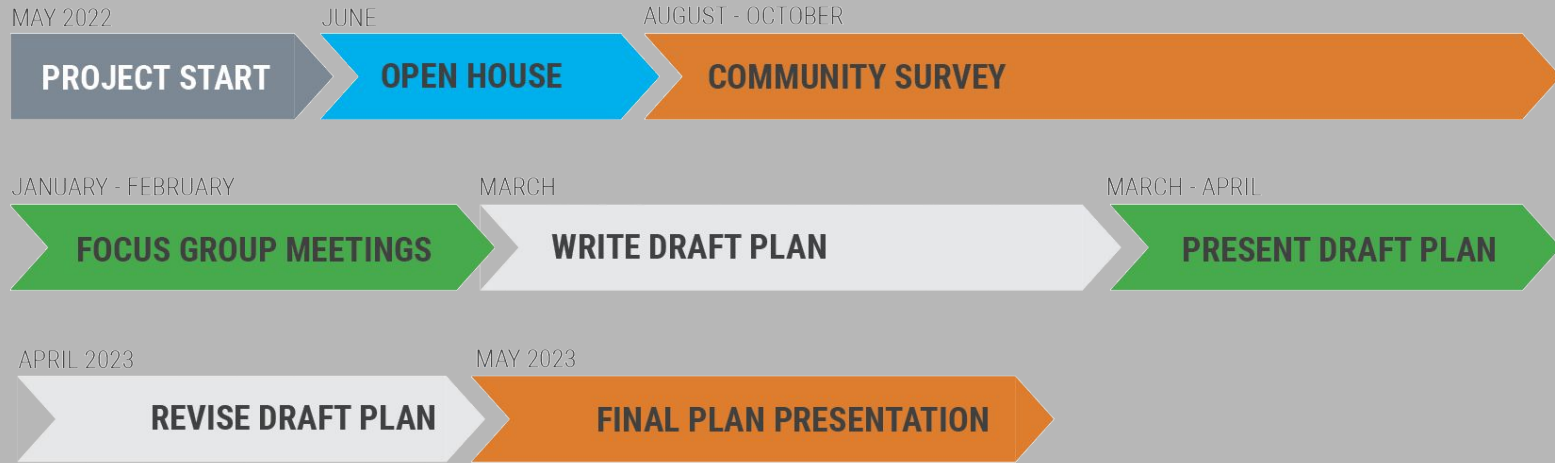 MAY 2022
JUNE
AUGUST - OCTOBER
PROJECT START
OPEN HOUSE
COMMUNITY SURVEY
JANUARY - FEBRUARY
MARCH
MARCH - APRIL
FOCUS GROUP MEETINGS
WRITE DRAFT PLAN
PRESENT DRAFT PLAN
APRIL 2023
MAY 2023
REVISE DRAFT PLAN
FINAL PLAN PRESENTATION